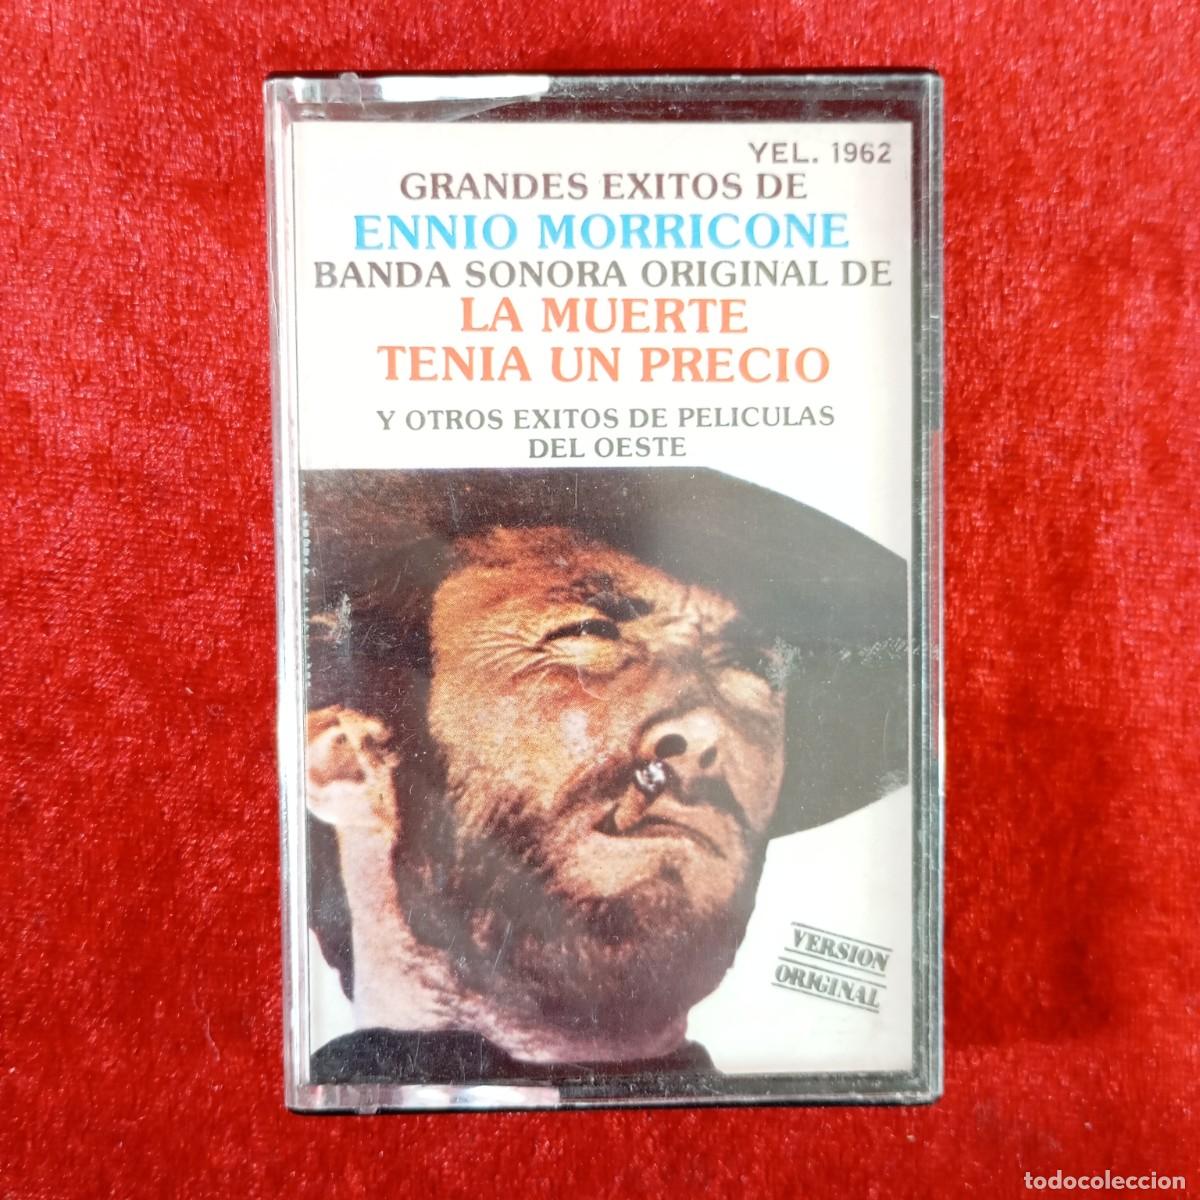 YEL. 1962
GRANDES EXITOS DE
ENNIO MORRICONE
BANDA SONORA ORIGINAL DE
LA MUERTE
TENIA UN PRECIO
Y OTROS EXITOS DE PELICULAS
DEL OESTE
VERSION
ORIGINAL
todocoleccion